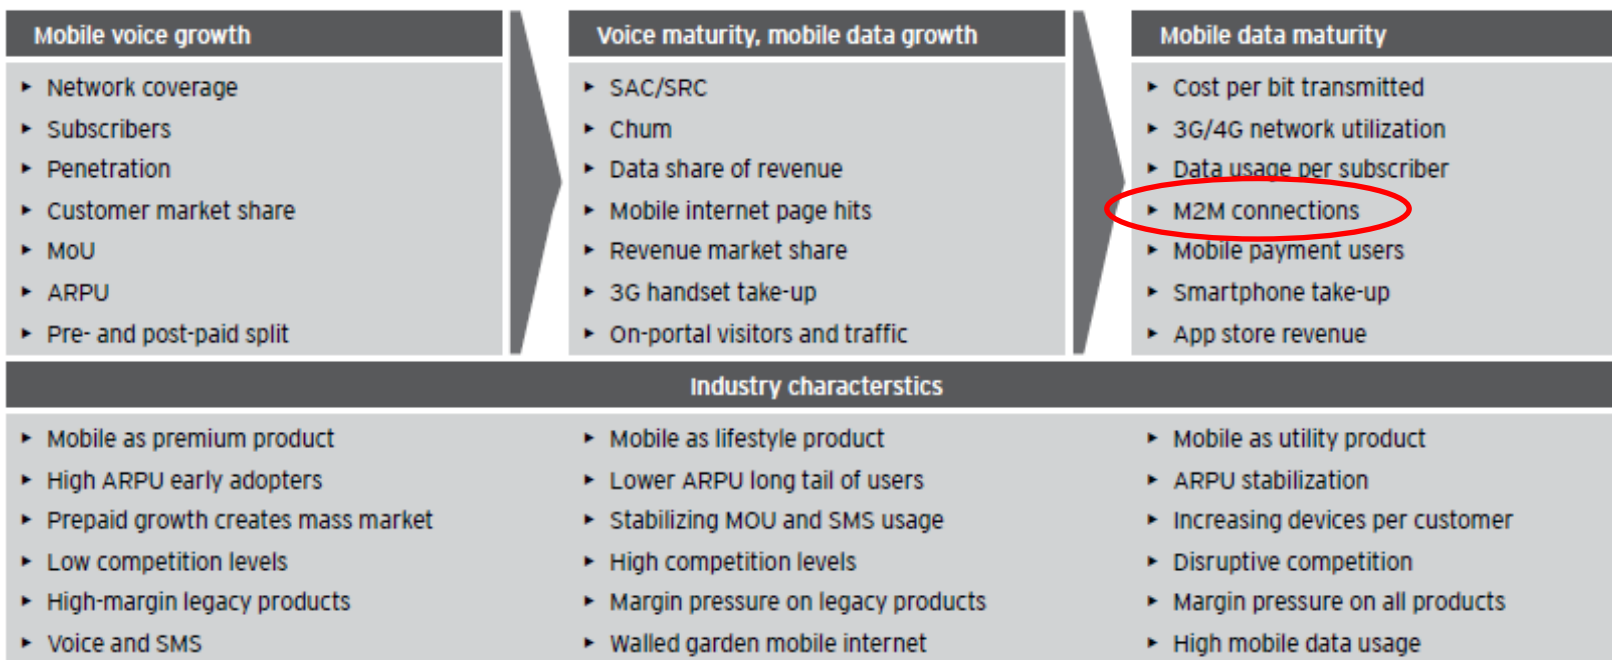 Mobile voice growth
Network coverage
Subscribers
Penetration
Customer market share
MoU
ARPU
Pre- and post-paid split
Voice maturity, mobile data growth
SAC/SRC
Chum
Data share of revenue
Mobile internet page hits
Revenue market share
3G handset take-up
On-portal visitors and traffic
Mobile data maturity
Cost per bit transmitted
3G/4G network utilization
Data usage per subscriber
M2M connections
Mobile payment users
Smartphone take-up
App store revenue
Industry characterstics
Mobile as premium product
High ARPU early adopters
Prepaid growth creates mass market
Low competition levels
High-margin legacy products
Voice and SMS
Mobile as lifestyle product
Lower ARPU long tail of users
Stabilizing MOU and SMS usage
High competition levels
Margin pressure on legacy products
Walled garden mobile internet
Mobile as utility product
ARPU stabilization
Increasing devices per customer
Disruptive competition
Margin pressure on all products
High mobile data usage